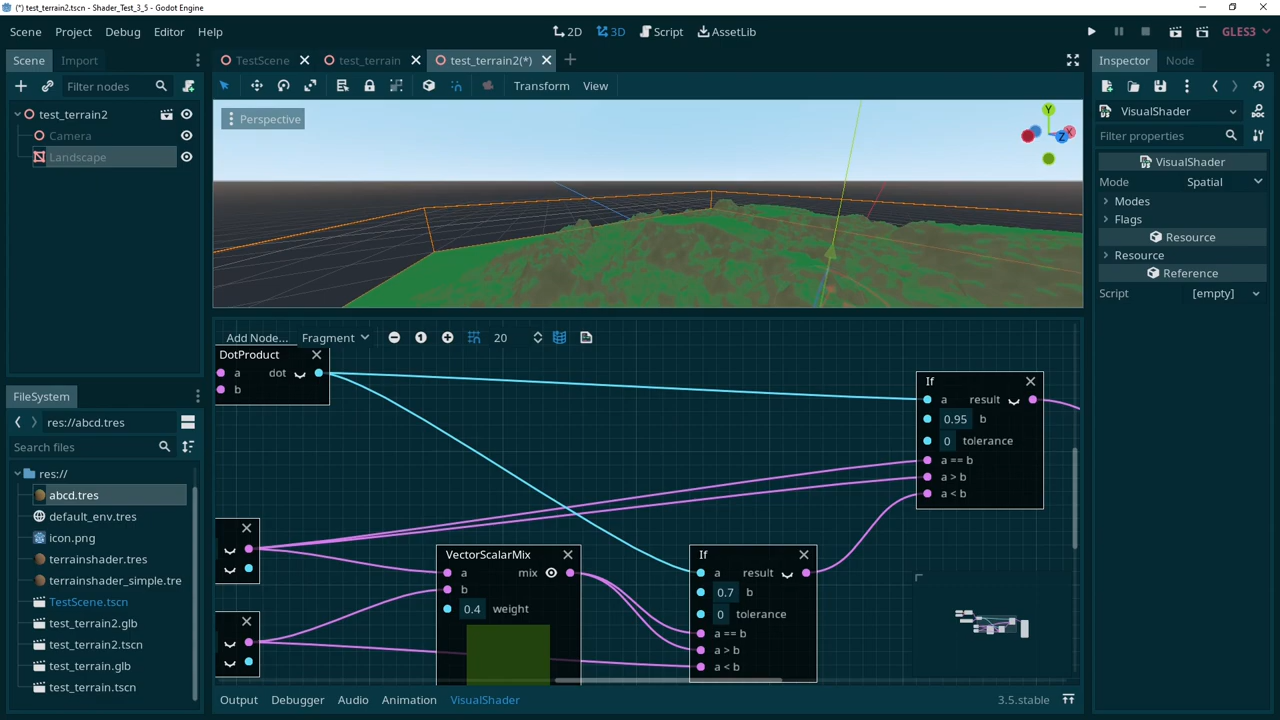 (*) test_terrain2.tscn - Shader_Test_3_5 - Godot Engine
Scene Project Debug Editor Help
2D 3D Script AssetLib
GLES3
Scene Import
TestScene test_terrain test_terrain2(*)
Inspector Node
Filter nodes
Transform View
test_terrain2
Camera
Landscape
Perspective
Y
X
Z
VisualShader
Filter properties
VisualShader
Mode Spatial
Modes
Flags
Resource
Resource
Reference
Script [empty]
FileSystem
res://abcd.tres
Search files
res://
abcd.tres
default_env.tres
icon.png
terrainshader.tres
terrainshader_simple.tre
TestScene.tscn
test_terrain2.glb
test_terrain2.tscn
test_terrain.glb
test_terrain.tscn
Add Node... Fragment 1 20
DotProduct
a dot
b
If
a result
0.95 b
0 tolerance
a == b
a > b
a < b
VectorScalarMix
a mix
b
0.4 weight
If
a result
0.7 b
0 tolerance
a == b
a > b
a < b
Output Debugger Audio Animation VisualShader
3.5.stable